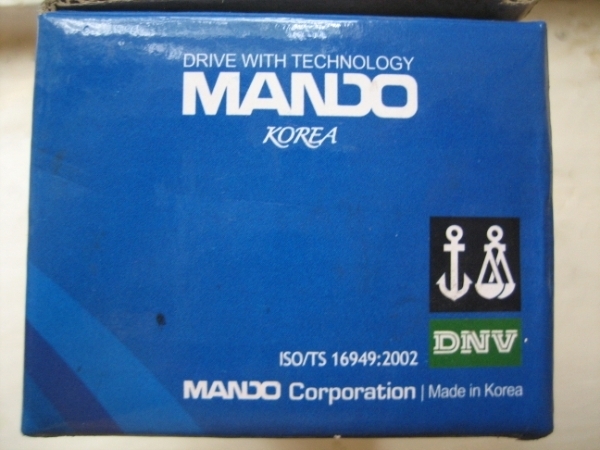 DRIVE WITH TECHNOLOGY
MANDO
KOREA
DNV
ISO/TS 16949:2002
MANDO Corporation | Made in Korea